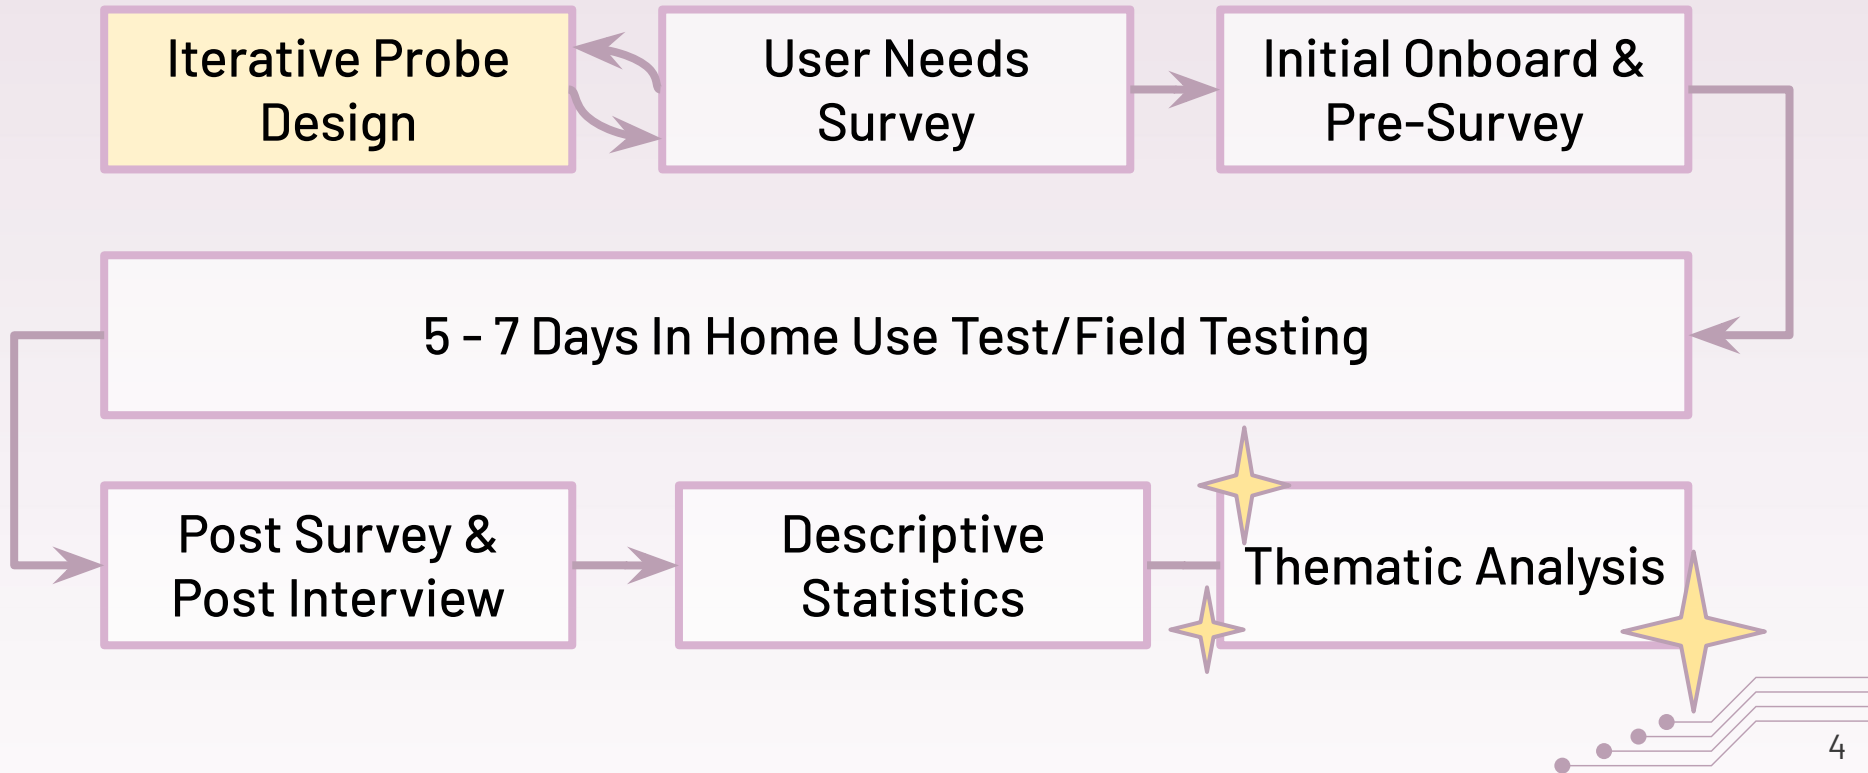 Iterative Probe
Design
User Needs
Survey
Initial Onboard &
Pre-Survey
5 - 7 Days In Home Use Test/Field Testing
Post Survey &
Post Interview
Descriptive
Statistics
Thematic Analysis
4